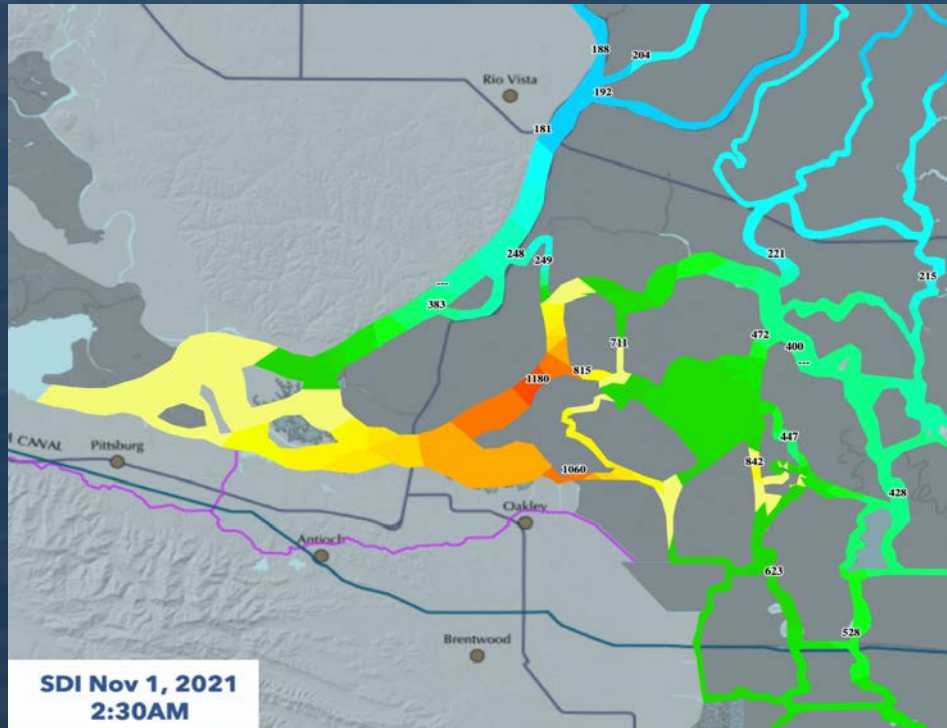 188
204
Rio Vista
192
181
248
249
221
215
---
383
472
711
400
---
815
1180
CANAL
Pittsburg
447
842
1060
428
Oakley
Antioch
623
528
Brentwood
SDI Nov 1, 2021
2:30AM